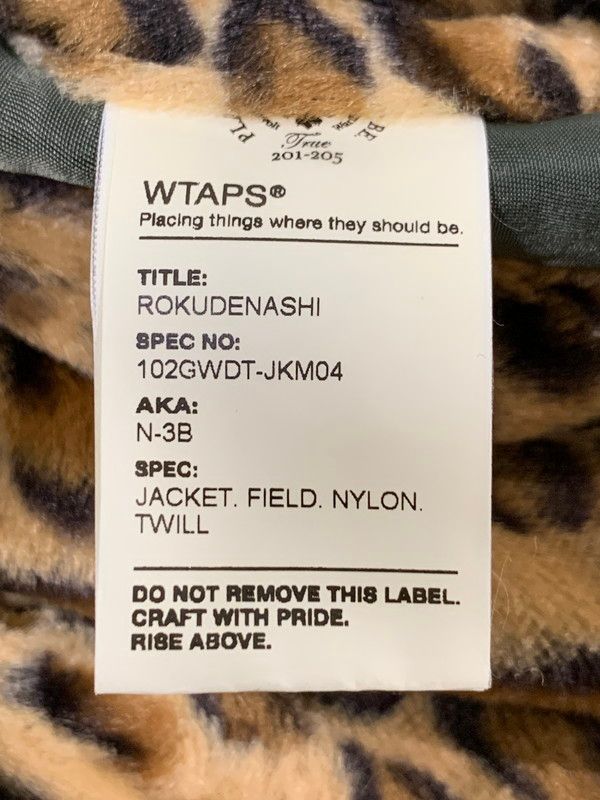 True
201-205
WTAPS®
Placing things where they should be.
TITLE:
ROKUDENASHI
SPEC NO:
102GWDT-JKM04
AKA:
N-3B
SPEC:
JACKET. FIELD. NYLON.
TWILL
DO NOT REMOVE THIS LABEL.
CRAFT WITH PRIDE.
RISE ABOVE.